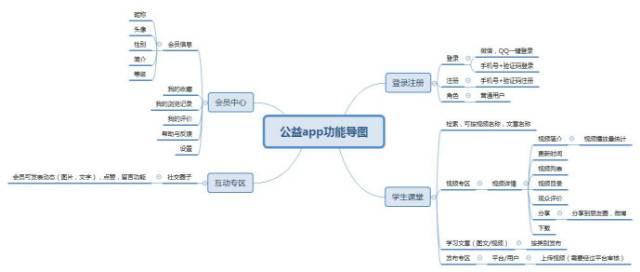 公益app功能导图
登录注册
登录
微信，QQ一键登录
手机号+验证码登录
注册
手机号+验证码注册
角色
普通用户
学生课堂
检索，可按视频名称，文章名称
视频专区
视频详情
视频简介
视频播放量统计
更新时间
视频列表
视频目录
观众评价
分享
分享到朋友圈，微博
下载
学习文章（图文/视频）
按类别发布
发布专区
平台/用户
上传视频（需要经过平台审核）
会员中心
会员信息
昵称
头像
性别
简介
等级
我的收藏
我的浏览记录
我的评价
帮助与反馈
设置
互动专区
社交圈子
会员可发表动态（图片，文字），点赞，留言功能